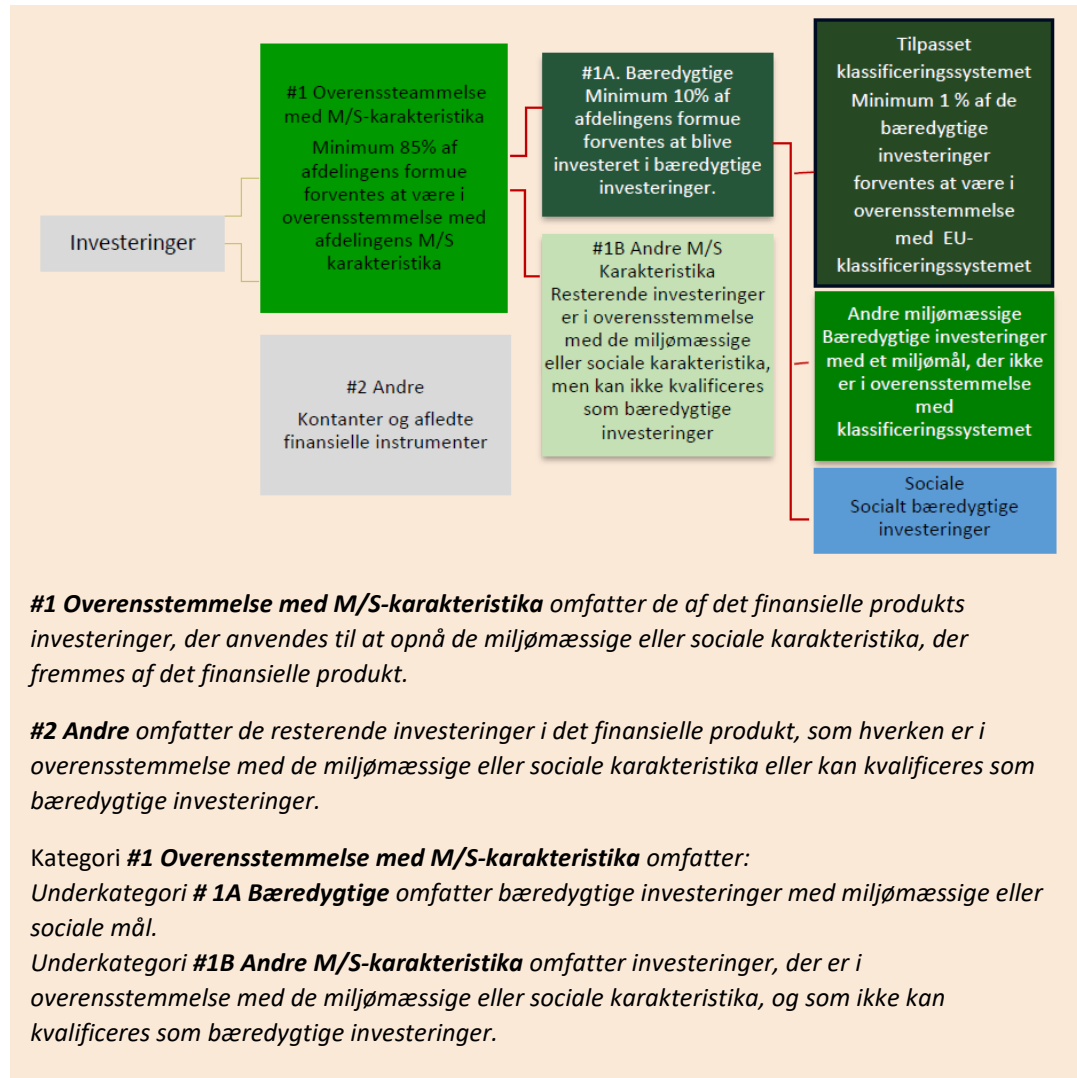 Investeringer
#1 Overenssteammelse
med M/S-karakteristika
Minimum 85% af
afdelingens formue
forventes at være i
overensstemmelse med
afdelingens M/S
karakteristika
#2 Andre
Kontanter og afledte
finansielle instrumenter
#1A. Bæredygtige
Minimum 10% af
afdelingens formue
forventes at blive
investeret i bæredygtige
investeringer.
#1B Andre M/S
Karakteristika
Resterende investeringer
er i overensstemmelse
med de miljømæssige
eller sociale karakteristika,
men kan ikke kvalificeres
som bæredygtige
investeringer
Tilpasset
klassificeringssystemet
Minimum 1 % af de
bæredygtige
investeringer
forventes at være i
overensstemmelse
med EU-
klassificeringssystemet
Andre miljømæssige
Bæredygtige investeringer
med et miljømål, der ikke
er i overensstemmelse
med
klassificeringssystemet
Sociale
Socialt bæredygtige
investeringer
#1 Overensstemmelse med M/S-karakteristika omfatter de af det finansielle produkts
investeringer, der anvendes til at opnå de miljømæssige eller sociale karakteristika, der
fremmes af det finansielle produkt.
#2 Andre omfatter de resterende investeringer i det finansielle produkt, som hverken er i
overensstemmelse med de miljømæssige eller sociale karakteristika eller kan kvalificeres som
bæredygtige investeringer.
Kategori #1 Overensstemmelse med M/S-karakteristika omfatter:
Underkategori # 1A Bæredygtige omfatter bæredygtige investeringer med miljømæssige eller
sociale mål.
Underkategori #1B Andre M/S-karakteristika omfatter investeringer, der er i
overensstemmelse med de miljømæssige eller sociale karakteristika, og som ikke kan
kvalificeres som bæredygtige investeringer.